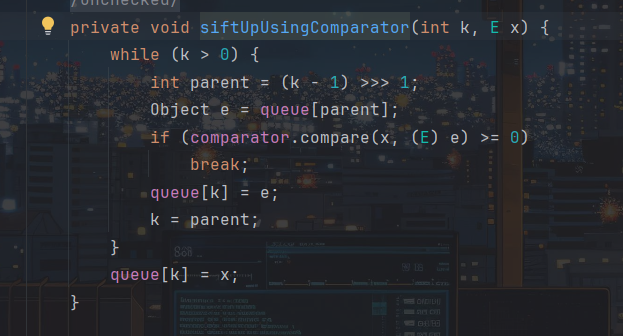 /unchecked/
private void siftUpUsingComparator(int k, E x) {
    while (k > 0) {
        int parent = (k - 1) >>> 1;
        Object e = queue[parent];
        if (comparator.compare(x, (E) e) >= 0)
            break;
        queue[k] = e;
        k = parent;
    }
    queue[k] = x;
}